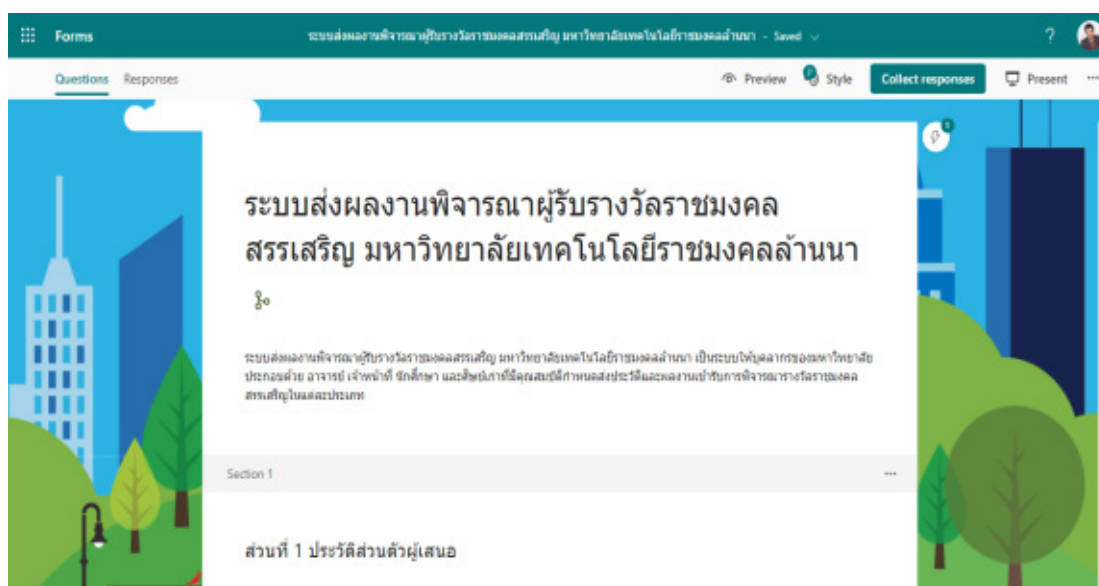 Forms
ระบบส่งผลงานพิจารณาผู้รับรางวัลราชมงคลสรรเสริญ มหาวิทยาลัยเทคโนโลยีราชมงคลล้านนา - Saved
?
Questions Responses
Preview Style Collect responses Present
ระบบส่งผลงานพิจารณาผู้รับรางวัลราชมงคล
สรรเสริญ มหาวิทยาลัยเทคโนโลยีราชมงคลล้านนา
ระบบส่งผลงานพิจารณาผู้รับรางวัลราชมงคลสรรเสริญ มหาวิทยาลัยเทคโนโลยีราชมงคลล้านนา เป็นระบบให้บุคลากรของมหาวิทยาลัย
ประกอบด้วย อาจารย์ เจ้าหน้าที่ นักศึกษา และศิษย์เก่าที่มีคุณสมบัติกำหนดส่งประวัติและผลงานเข้ารับการพิจารณารางวัลราชมงคล
สรรเสริญในแต่ละประเภท
Section 1
ส่วนที่ 1 ประวัติส่วนตัวผู้เสนอ